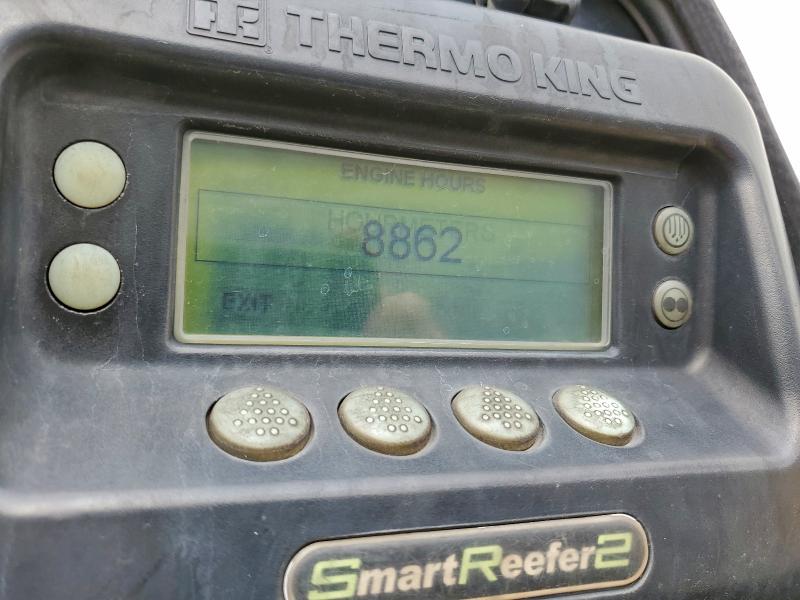 THERMO KING
ENGINE HOURS
HOURMETERS
8862
EXIT
SmartReefer2